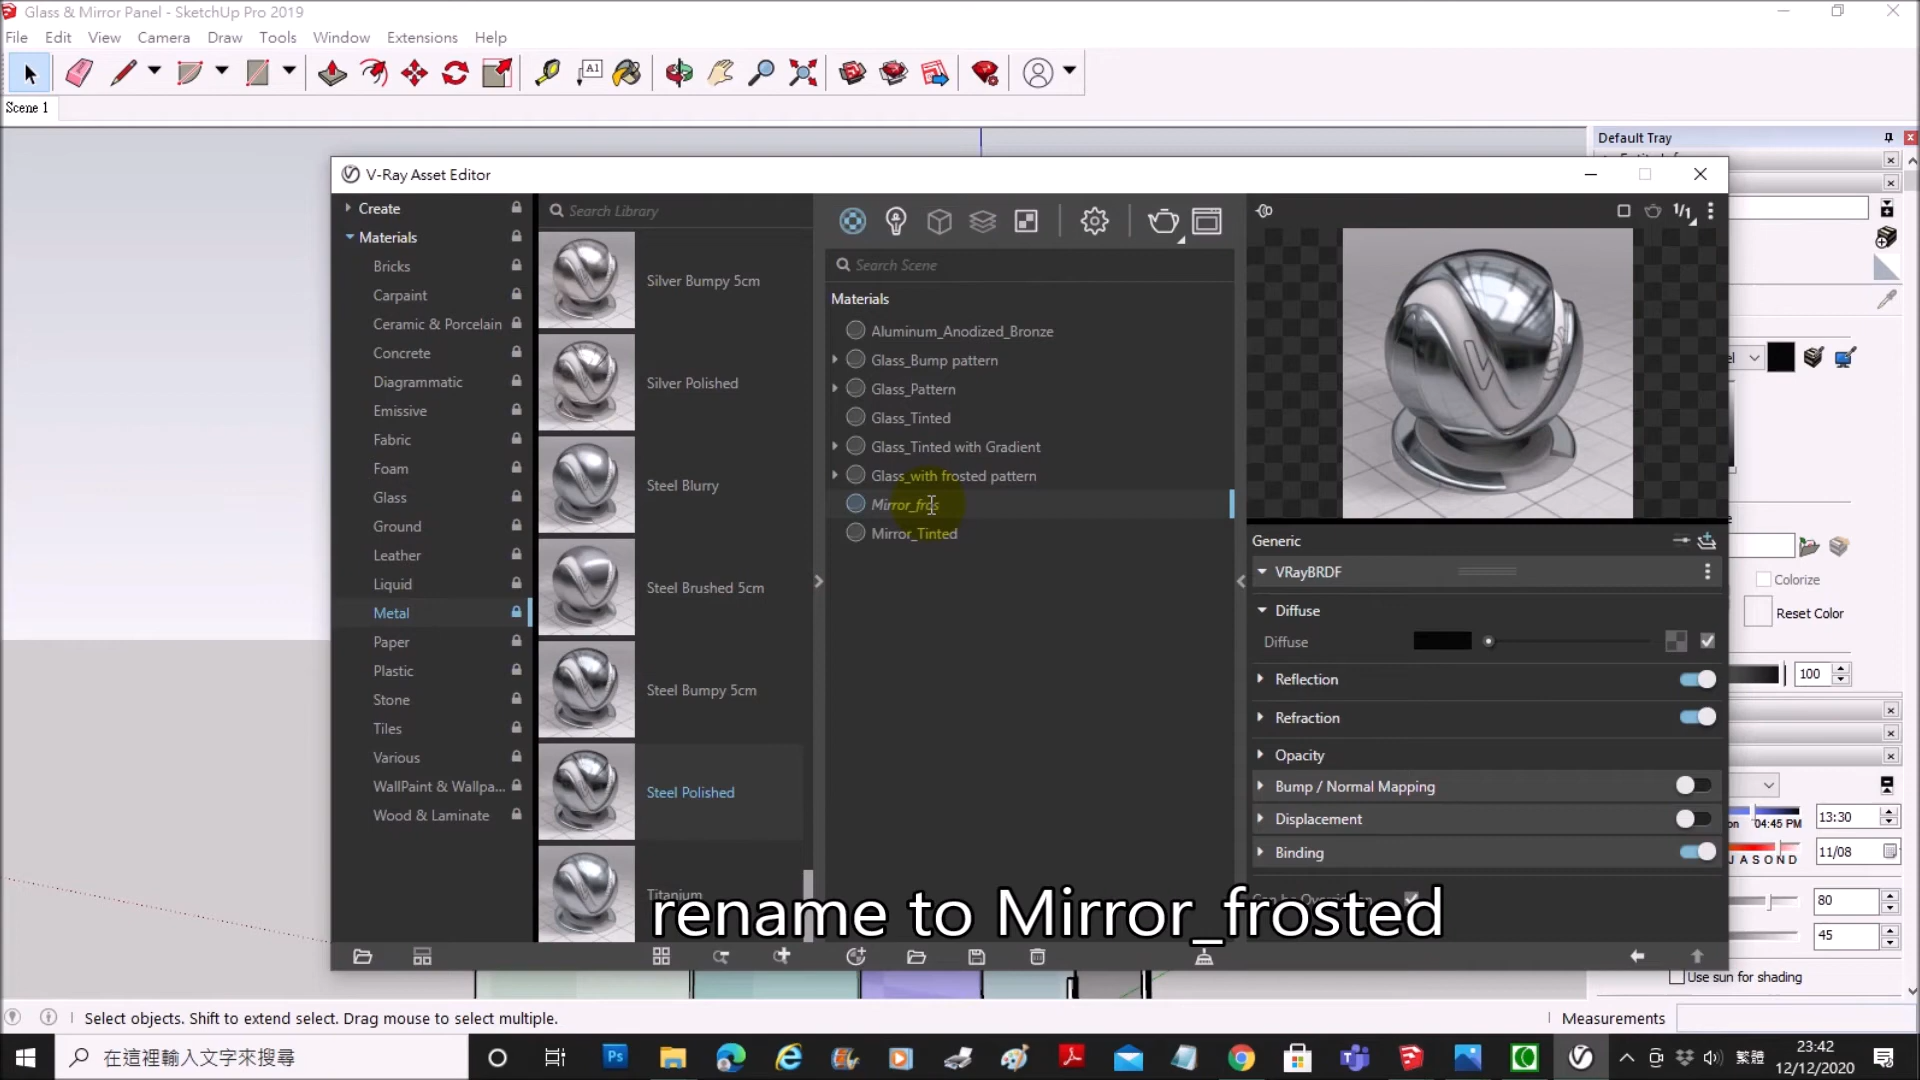 Glass & Mirror Panel - SketchUp Pro 2019
File Edit View Camera Draw Tools Window Extensions Help
A1
Scene 1
Default Tray
V-Ray Asset Editor
Create
Materials
Bricks
Carpaint
Ceramic & Porcelain
Concrete
Diagrammatic
Emissive
Fabric
Foam
Glass
Ground
Leather
Liquid
Metal
Paper
Plastic
Stone
Tiles
Various
WallPaint & Wallpa...
Wood & Laminate
Search Library
Silver Bumpy 5cm
Silver Polished
Steel Blurry
Steel Brushed 5cm
Steel Bumpy 5cm
Steel Polished
Titanium
Search Scene
Materials
Aluminum_Anodized_Bronze
Glass_Bump pattern
Glass_Pattern
Glass_Tinted
Glass_Tinted with Gradient
Glass_with frosted pattern
Mirror_fros
Mirror_Tinted
1/1
Generic
VRayBRDF
Diffuse
Diffuse
Reflection
Refraction
Opacity
Bump / Normal Mapping
Displacement
Binding
Colorize
Reset Color
100
04:45 PM
13:30
J A S O N D
11/08
80
45
Use sun for shading
rename to Mirror_frosted
Select objects. Shift to extend select. Drag mouse to select multiple.
Measurements
在這裡輸入文字來搜尋
Ps
繁體
23:42
12/12/2020